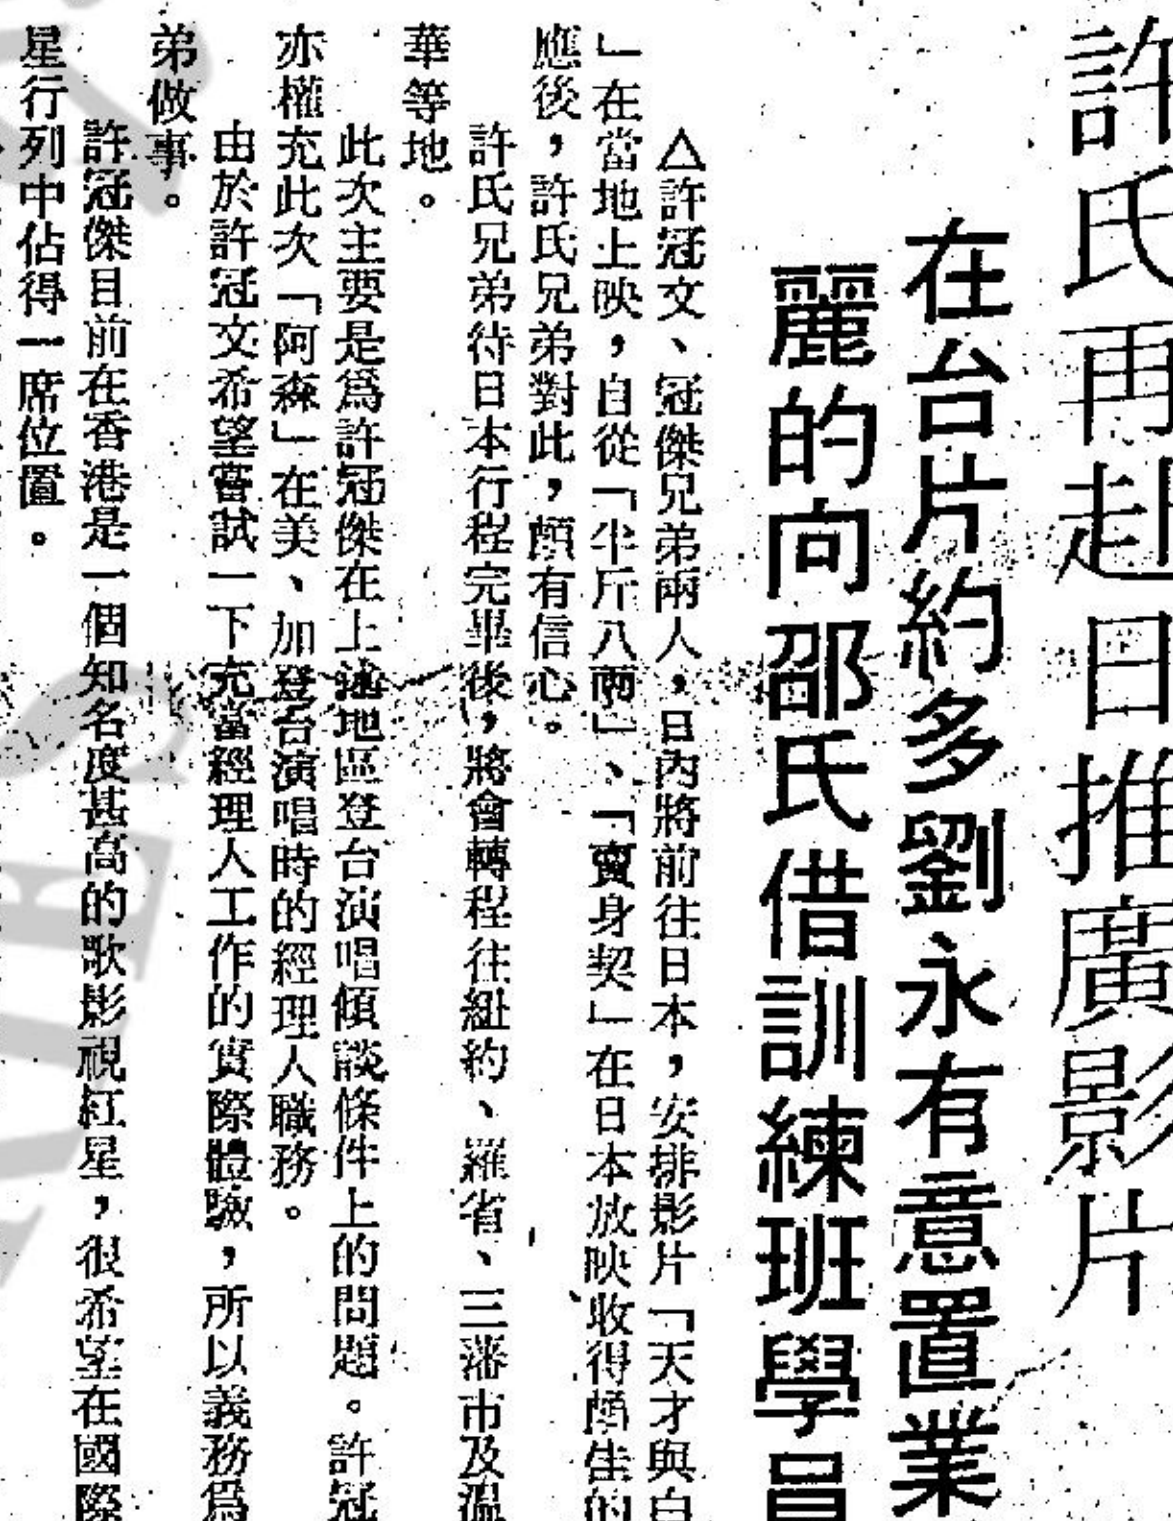 許氏再赴日推廣影片
在台片約多劉永有意置業
麗的向邵氏借訓練班學員
△許冠文、冠傑兄弟兩人，日內將前往日本，安排影片「天才與白
」在當地上映，自從「半斤八兩」、「賣身契」在日本放映收得頗佳的
應後，許氏兄弟對此，頗有信心。
許氏兄弟待日本行程完畢後，將會轉程往紐約、羅省、三藩市及溫
華等地。
此次主要是為許冠傑在上述地區登台演唱傾談條件上的問題。許冠
亦權充此次「阿森」在美、加登台演唱時的經理人職務。
由於許冠文希望嘗試一下充當經理人工作的實際體驗，所以義務為
弟做事。
許冠傑目前在香港是一個知名度甚高的歌影視紅星，很希望在國際
星行列中佔得一席位置。